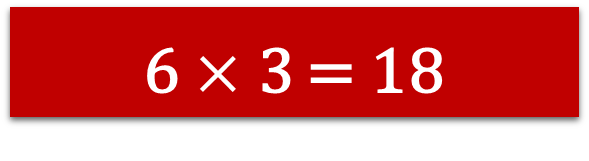 6 × 3 = 18